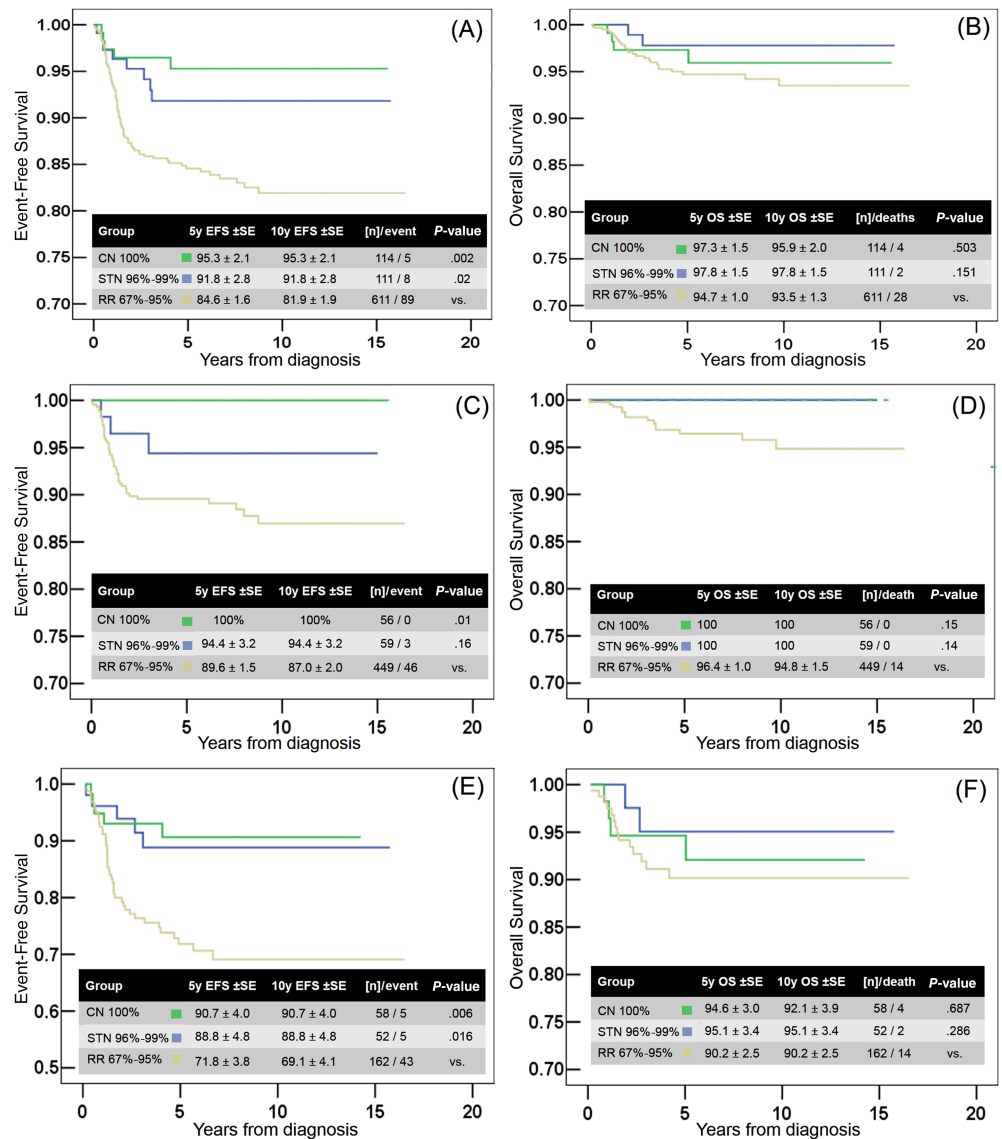 (A)
Event-Free Survival
1.00
0.95
0.90
0.85
0.80
0.75
0.70
Group 5y EFS ±SE 10y EFS ±SE [n]/event P-value
CN 100% 95.3 ± 2.1 95.3 ± 2.1 114 / 5 .002
STN 96%-99% 91.8 ± 2.8 91.8 ± 2.8 111 / 8 .02
RR 67%-95% 84.6 ± 1.6 81.9 ± 1.9 611 / 89 vs.
0 5 10 15 20
Years from diagnosis
(B)
Overall Survival
1.00
0.95
0.90
0.85
0.80
0.75
0.70
Group 5y OS ±SE 10y OS ±SE [n]/deaths P-value
CN 100% 97.3 ± 1.5 95.9 ± 2.0 114 / 4 .503
STN 96%-99% 97.8 ± 1.5 97.8 ± 1.5 111 / 2 .151
RR 67%-95% 94.7 ± 1.0 93.5 ± 1.3 611 / 28 vs.
0 5 10 15 20
Years from diagnosis
(C)
Event-Free Survival
1.00
0.95
0.90
0.85
0.80
0.75
0.70
Group 5y EFS ±SE 10y EFS ±SE [n]/event P-value
CN 100% 100% 100% 56 / 0 .01
STN 96%-99% 94.4 ± 3.2 94.4 ± 3.2 59 / 3 .16
RR 67%-95% 89.6 ± 1.5 87.0 ± 2.0 449 / 46 vs.
0 5 10 15 20
Years from diagnosis
(D)
Overall Survival
1.00
0.95
0.90
0.85
0.80
0.75
0.70
Group 5y OS ±SE 10y OS ±SE [n]/death P-value
CN 100% 100 100 56 / 0 .15
STN 96%-99% 100 100 59 / 0 .14
RR 67%-95% 96.4 ± 1.0 94.8 ± 1.5 449 / 14 vs.
0 5 10 15 20
Years from diagnosis
(E)
Event-Free Survival
1.0
0.9
0.8
0.7
0.6
0.5
Group 5y EFS ±SE 10y EFS ±SE [n]/event P-value
CN 100% 90.7 ± 4.0 90.7 ± 4.0 58 / 5 .006
STN 96%-99% 88.8 ± 4.8 88.8 ± 4.8 52 / 5 .016
RR 67%-95% 71.8 ± 3.8 69.1 ± 4.1 162 / 43 vs.
0 5 10 15 20
Years from diagnosis
(F)
Overall Survival
1.00
0.95
0.90
0.85
0.80
0.75
0.70
Group 5y OS ±SE 10y OS ±SE [n]/death P-value
CN 100% 94.6 ± 3.0 92.1 ± 3.9 58 / 4 .687
STN 96%-99% 95.1 ± 3.4 95.1 ± 3.4 52 / 2 .286
RR 67%-95% 90.2 ± 2.5 90.2 ± 2.5 162 / 14 vs.
0 5 10 15 20
Years from diagnosis